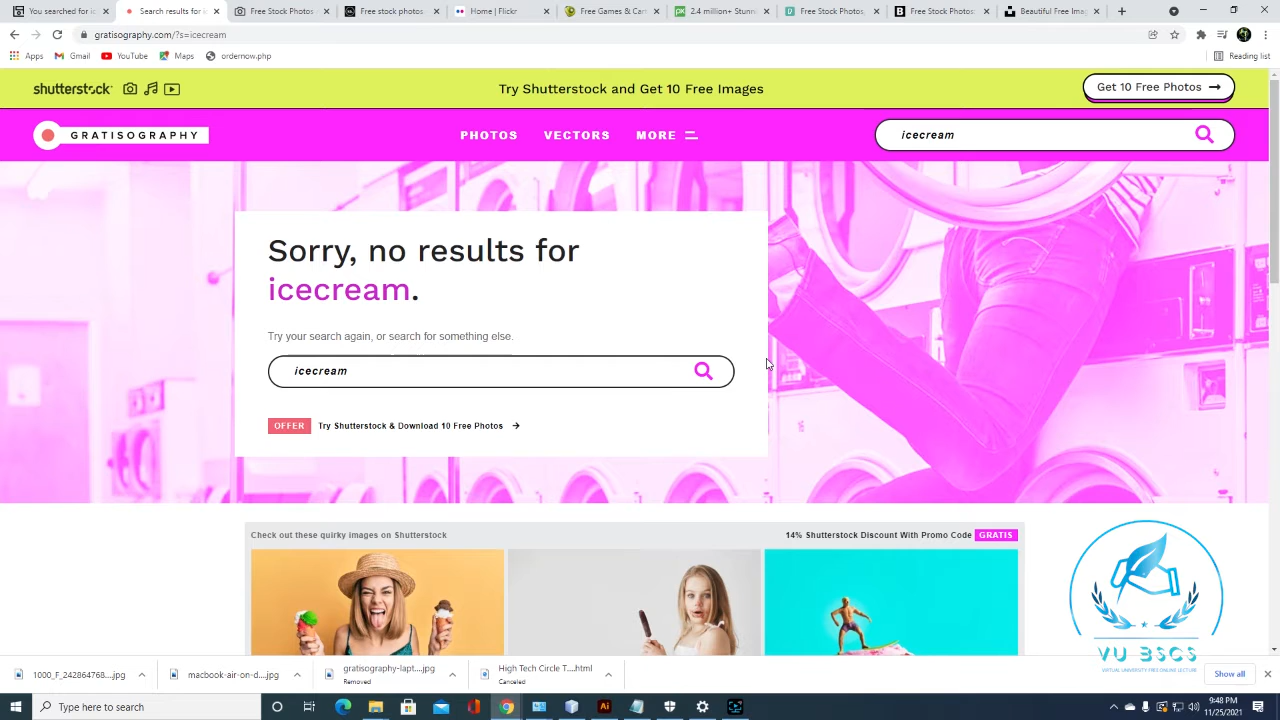 You searched for i
Search results for i
Free Stock Photos,
Free stock photos
Home | Flickr
Free Games & Car
2.4 million+ Stunn
Free Stock Photos
Free Stock Photos
Beautiful Free Imag
gratisography.com/?s=icecream
Apps
Gmail
YouTube
Maps
ordernow.php
Reading list
shutterstock
Try Shutterstock and Get 10 Free Images
Get 10 Free Photos
GRATISOGRAPHY
PHOTOS
VECTORS
MORE
icecream
Sorry, no results for
icecream.
Try your search again, or search for something else.
icecream
OFFER
Try Shutterstock & Download 10 Free Photos
Check out these quirky images on Shutterstock
14% Shutterstock Discount With Promo Code GRATIS
VU BSCS
VIRTUAL UNIVERSITY FREE ONLINE LECTURE
1000_F_242864768....jpg
macbook-air-on-d....jpg
gratisography-lapt....jpg
Removed
High Tech Circle T....html
Canceled
Show all
Type here to search
9:48 PM
11/25/2021